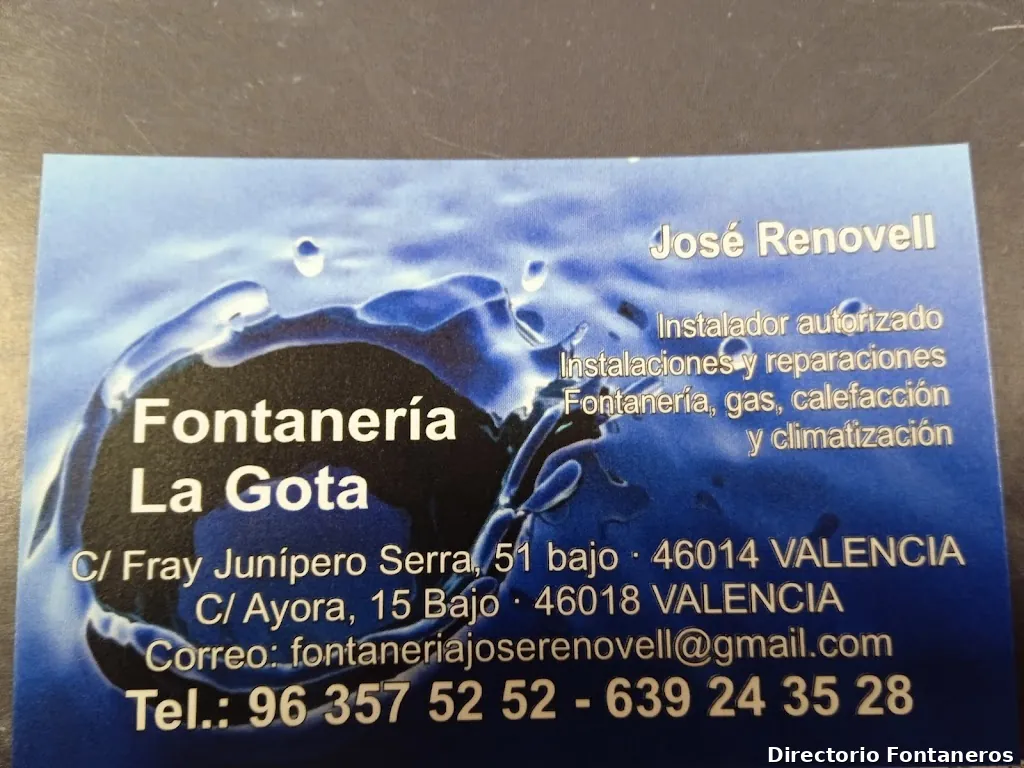 José Renovell
Instalador autorizado
Instalaciones y reparaciones
Fontanería, gas, calefacción
y climatización
Fontanería
La Gota
C/ Fray Junípero Serra, 51 bajo · 46014 VALENCIA
C/ Ayora, 15 Bajo · 46018 VALENCIA
Correo: fontaneriajoserenovell@gmail.com
Tel.: 96 357 52 52 - 639 24 35 28
Directorio Fontaneros